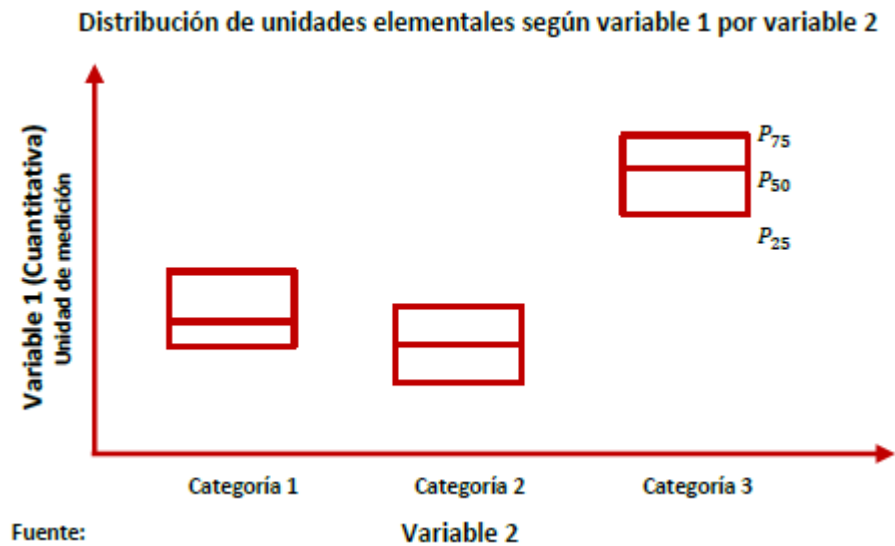 Distribución de unidades elementales según variable 1 por variable 2
Variable 1 (Cuantitativa)
Unidad de medición
P₇₅
P₅₀
P₂₅
Categoría 1
Categoría 2
Categoría 3
Fuente:
Variable 2